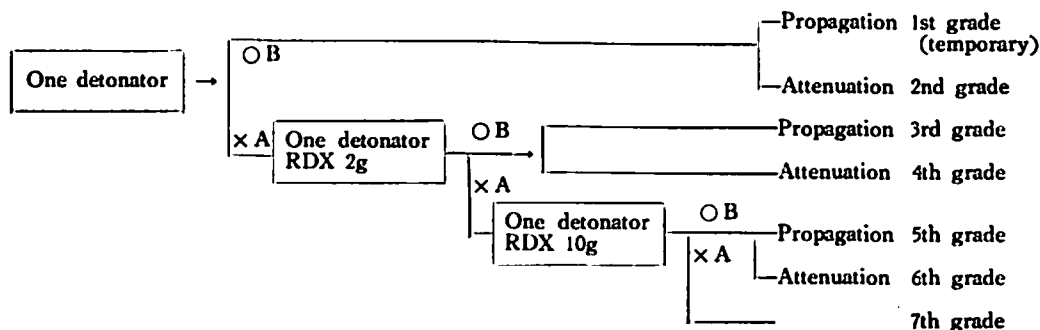 Propagation 1st grade
(temporary)
○ B
One detonator →
Attenuation 2nd grade
× A
One detonator
RDX 2g
○ B
Propagation 3rd grade
Attenuation 4th grade
× A
One detonator
RDX 10g
○ B
Propagation 5th grade
× A
Attenuation 6th grade
7th grade